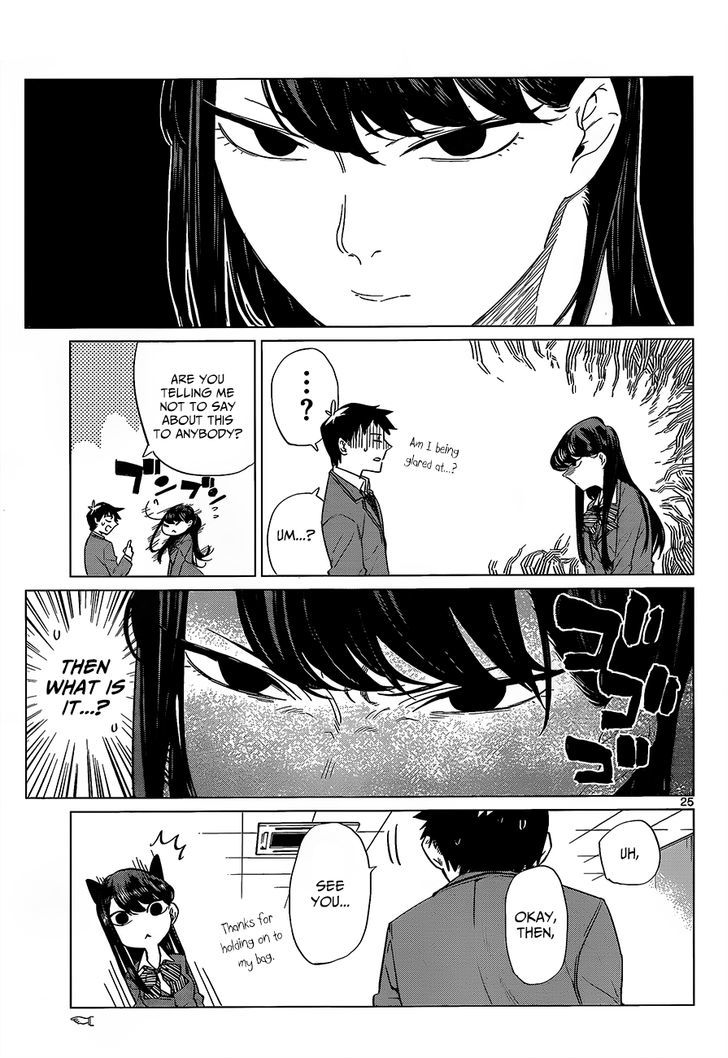 ...?
Am I being
glared at...?
UM...?
ARE YOU
TELLING ME
NOT TO SAY
ABOUT THIS
TO ANYBODY?
ブンブン
ゴゴゴ
THEN
WHAT IS
IT...?
25
UH,
OKAY,
THEN,
SEE
YOU...
Thanks for
holding on to
my bag.